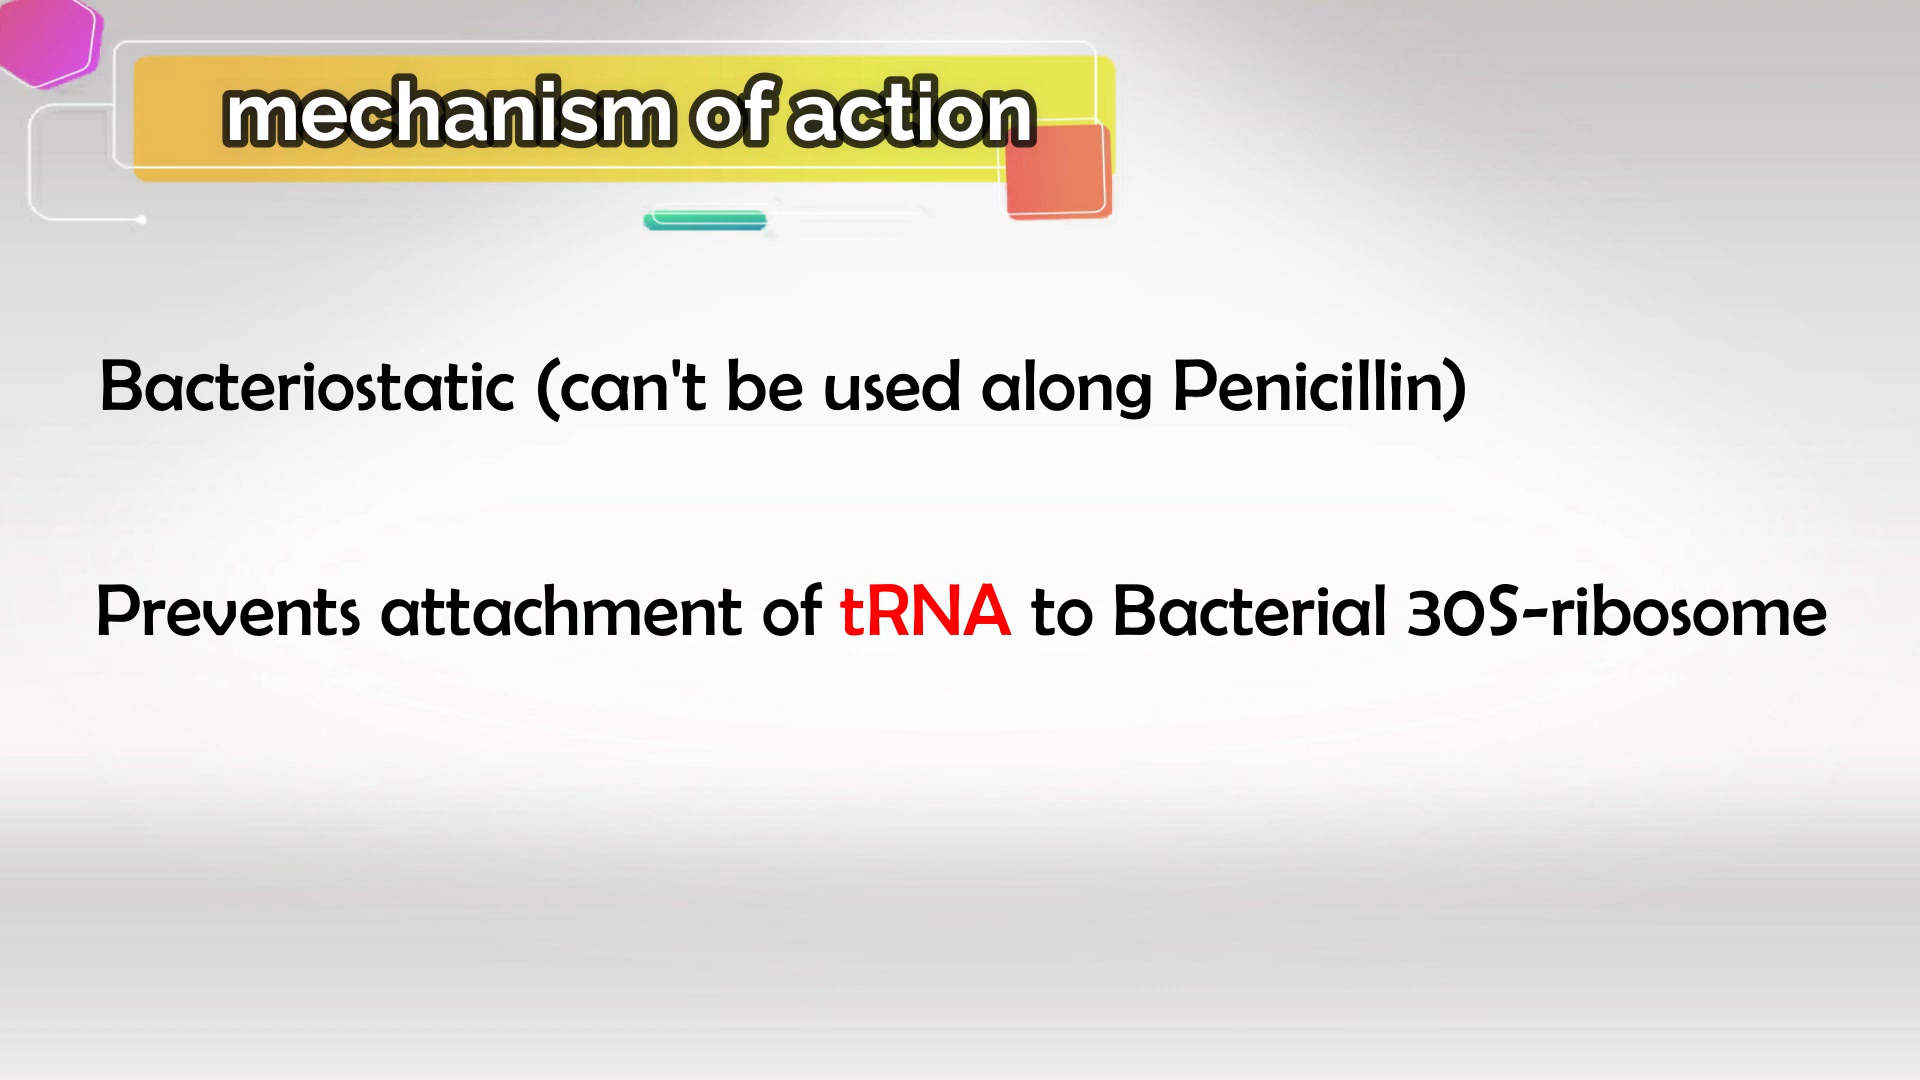 mechanism of action
Bacteriostatic (can't be used along Penicillin)
Prevents attachment of tRNA to Bacterial 30S-ribosome